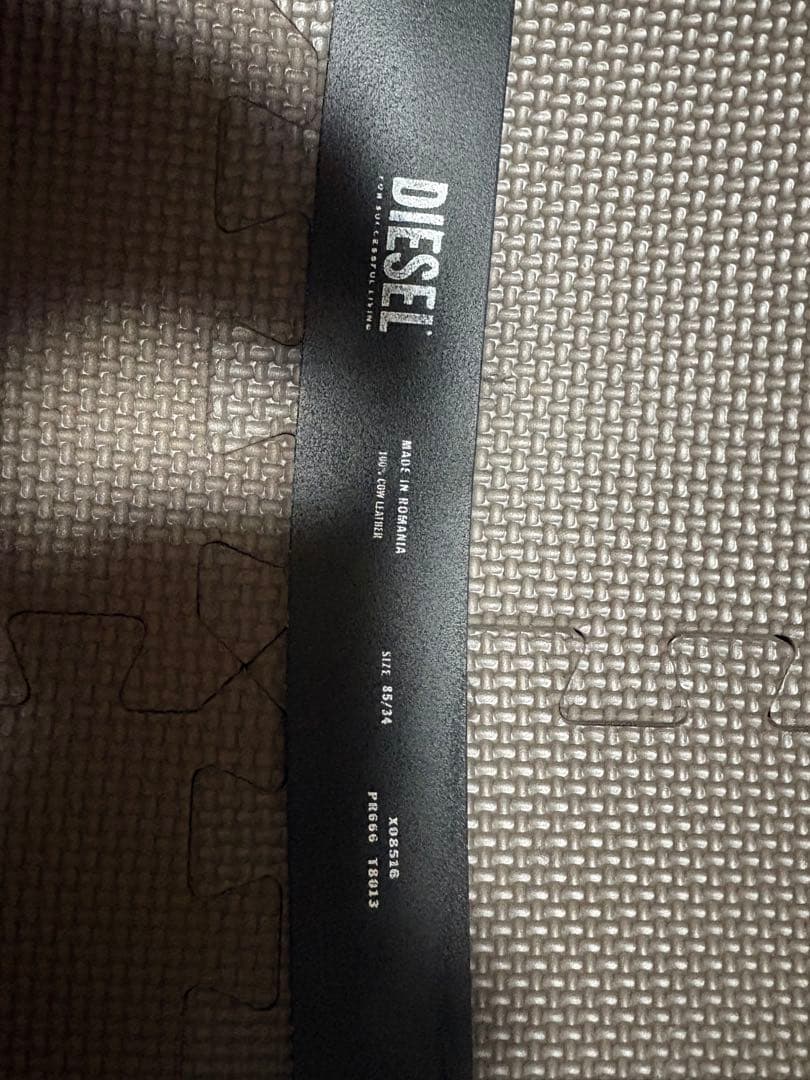 DIESEL
FOR SUCCESSFUL LIVING
MADE IN ROMANIA
100% COW LEATHER
SIZE 85/34
X08516
PR666 T8013